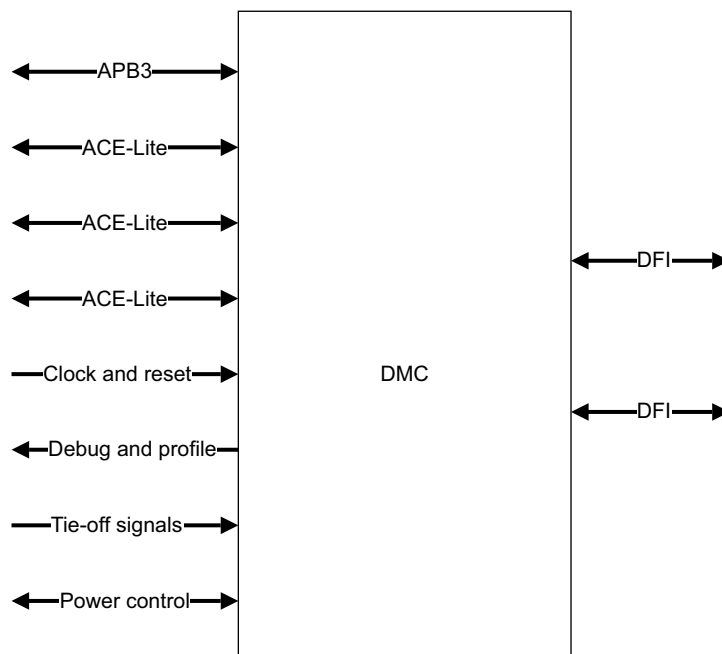 APB3
ACE-Lite
ACE-Lite
DFI
ACE-Lite
Clock and reset
DMC
DFI
Debug and profile
Tie-off signals
Power control